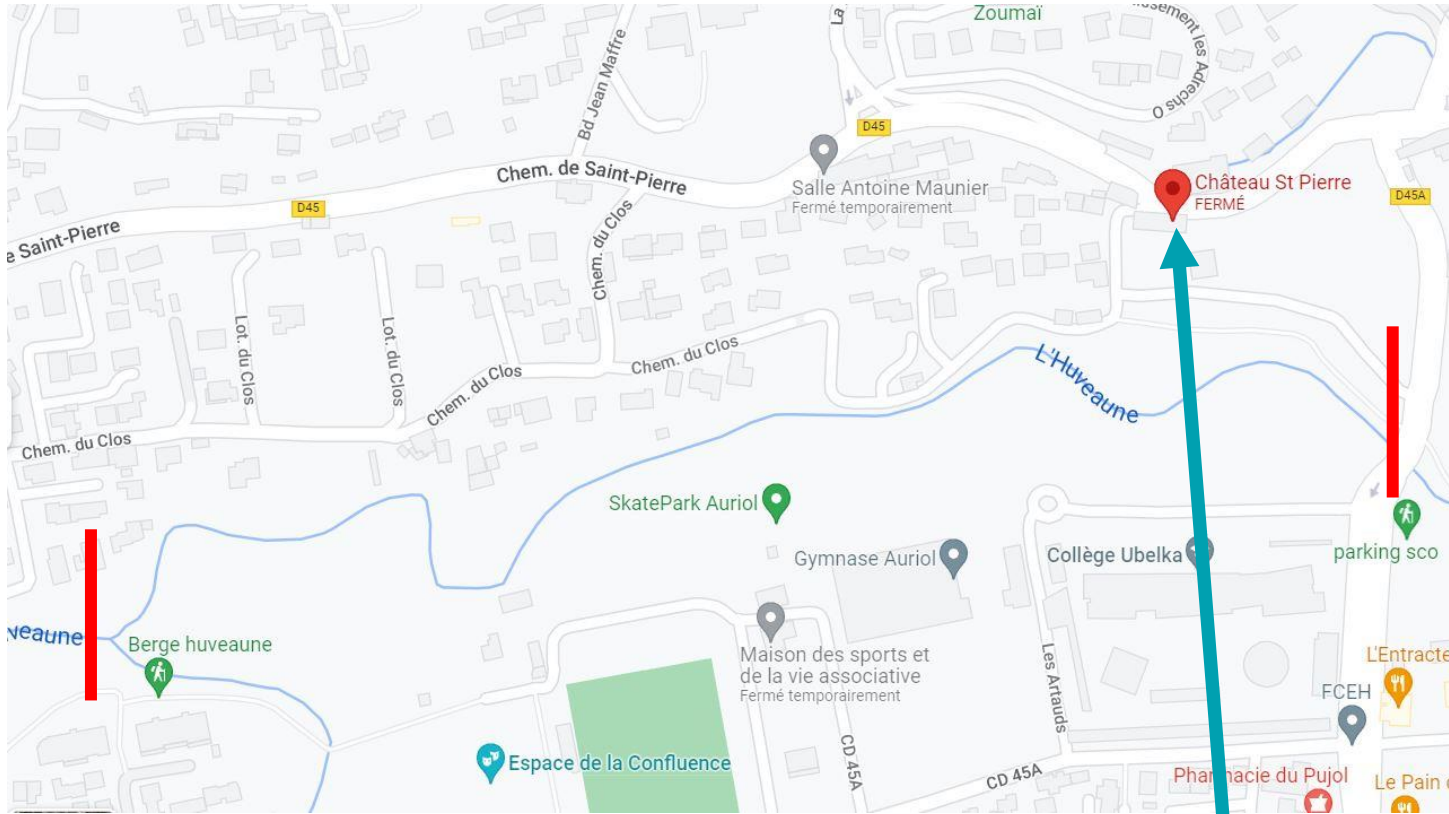 Zoumaï
La
ussement les Adrechs O
Bd Jean Maffre
D45
Chem. de Saint-Pierre
Salle Antoine Maunier
Fermé temporairement
Château St Pierre
FERMÉ
D45A
D45
e Saint-Pierre
Chem. du Clos
Lot. du Clos
Lot. du Clos
Chem. du Clos
Chem. du Clos
L'Huveaune
Chem. du Clos
SkatePark Auriol
Gymnase Auriol
Collège Ubelka
parking sco
veaune
Berge huveaune
Maison des sports et
de la vie associative
Fermé temporairement
Les Artauds
L'Entracte
FCEH
Espace de la Confluence
CD 45A
CD 45A
Pharmacie du Pujol
Le Pain